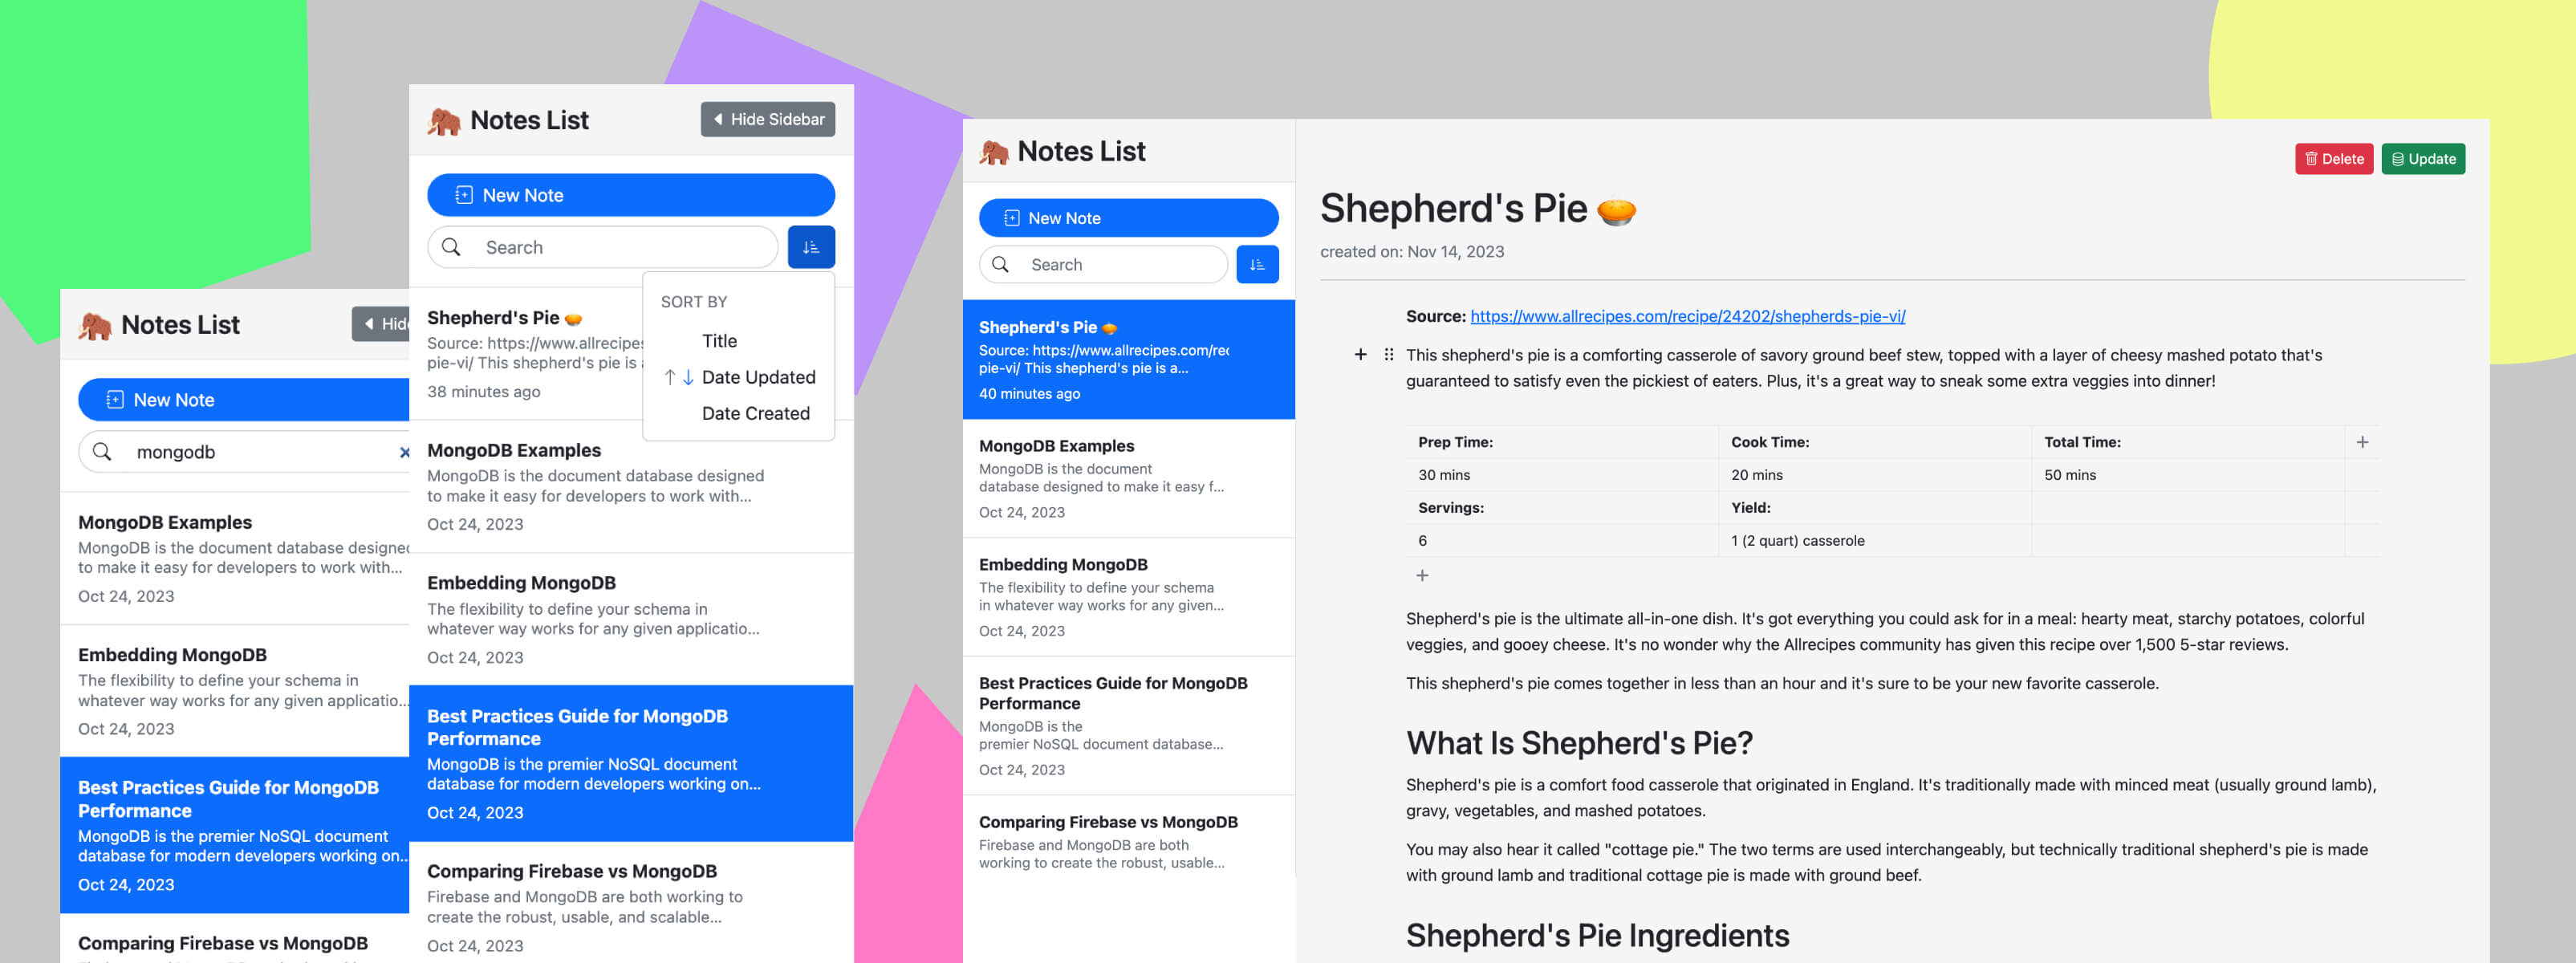 Notes List
Hide
New Note
mongodb
MongoDB Examples
MongoDB is the document database designed
to make it easy for developers to work with...
Oct 24, 2023
Embedding MongoDB
The flexibility to define your schema in
whatever way works for any given applicatio...
Oct 24, 2023
Best Practices Guide for MongoDB
Performance
MongoDB is the premier NoSQL document
database for modern developers working on...
Oct 24, 2023
Comparing Firebase vs MongoDB
Notes List
Hide Sidebar
New Note
Search
SORT BY
Title
↑ ↓ Date Updated
Date Created
Shepherd's Pie 🥧
Source: https://www.allrecipes
pie-vi/ This shepherd's pie is
38 minutes ago
MongoDB Examples
MongoDB is the document database designed
to make it easy for developers to work with...
Oct 24, 2023
Embedding MongoDB
The flexibility to define your schema in
whatever way works for any given applicatio...
Oct 24, 2023
Best Practices Guide for MongoDB
Performance
MongoDB is the premier NoSQL document
database for modern developers working on...
Oct 24, 2023
Comparing Firebase vs MongoDB
Firebase and MongoDB are both working to
create the robust, usable, and scalable...
Oct 24, 2023
Notes List
New Note
Search
Shepherd's Pie 🥧
Source: https://www.allrecipes.com/rec
pie-vi/ This shepherd's pie is a...
40 minutes ago
MongoDB Examples
MongoDB is the document
database designed to make it easy f...
Oct 24, 2023
Embedding MongoDB
The flexibility to define your schema
in whatever way works for any given...
Oct 24, 2023
Best Practices Guide for MongoDB
Performance
MongoDB is the
premier NoSQL document database...
Oct 24, 2023
Comparing Firebase vs MongoDB
Firebase and MongoDB are both
working to create the robust, usable...
Delete Update
Shepherd's Pie 🥧
created on: Nov 14, 2023
Source: https://www.allrecipes.com/recipe/24202/shepherds-pie-vi/
This shepherd's pie is a comforting casserole of savory ground beef stew, topped with a layer of cheesy mashed potato that's
guaranteed to satisfy even the pickiest of eaters. Plus, it's a great way to sneak some extra veggies into dinner!
Prep Time: Cook Time: Total Time:
30 mins 20 mins 50 mins
Servings: Yield:
6 1 (2 quart) casserole
Shepherd's pie is the ultimate all-in-one dish. It's got everything you could ask for in a meal: hearty meat, starchy potatoes, colorful
veggies, and gooey cheese. It's no wonder why the Allrecipes community has given this recipe over 1,500 5-star reviews.
This shepherd's pie comes together in less than an hour and it's sure to be your new favorite casserole.
What Is Shepherd's Pie?
Shepherd's pie is a comfort food casserole that originated in England. It's traditionally made with minced meat (usually ground lamb),
gravy, vegetables, and mashed potatoes.
You may also hear it called "cottage pie." The two terms are used interchangeably, but technically traditional shepherd's pie is made
with ground lamb and traditional cottage pie is made with ground beef.
Shepherd's Pie Ingredients